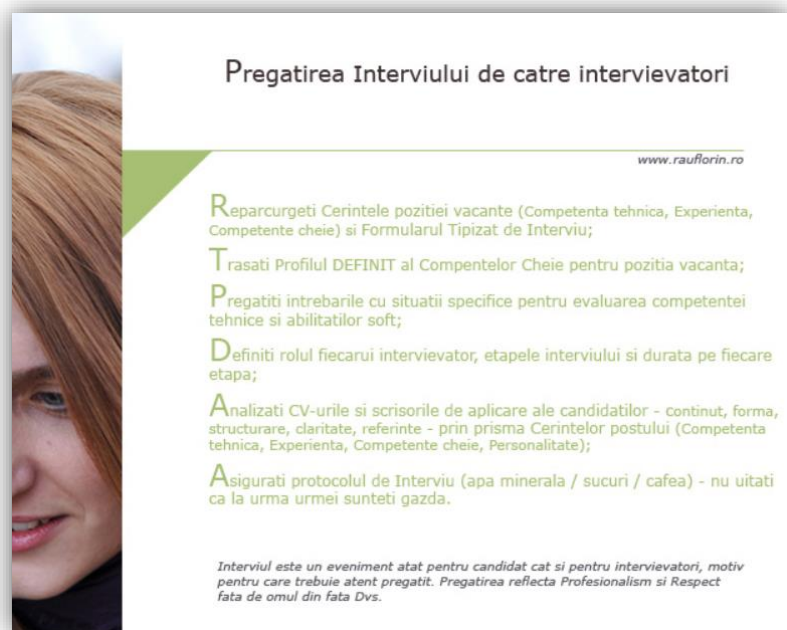 Pregatirea Interviului de catre intervievatori
www.rauflorin.ro
Reparcurgeti Cerintele pozitiei vacante (Competenta tehnica, Experienta,
Competente cheie) si Formularul Tipizat de Interviu;
Trasati Profilul DEFINIT al Compentelor Cheie pentru pozitia vacanta;
Pregatiti intrebarile cu situatii specifice pentru evaluarea competentei
tehnice si abilitatilor soft;
Definiti rolul fiecarui intervievator, etapele interviului si durata pe fiecare
etapa;
Analizati CV-urile si scrisorile de aplicare ale candidatilor - continut, forma,
structurare, claritate, referinte - prin prisma Cerintelor postului (Competenta
tehnica, Experienta, Competente cheie, Personalitate);
Asigurati protocolul de Interviu (apa minerala / sucuri / cafea) - nu uitati
ca la urma urmei sunteti gazda.
Interviul este un eveniment atat pentru candidat cat si pentru intervievatori, motiv
pentru care trebuie atent pregatit. Pregatirea reflecta Profesionalism si Respect
fata de omul din fata Dvs.